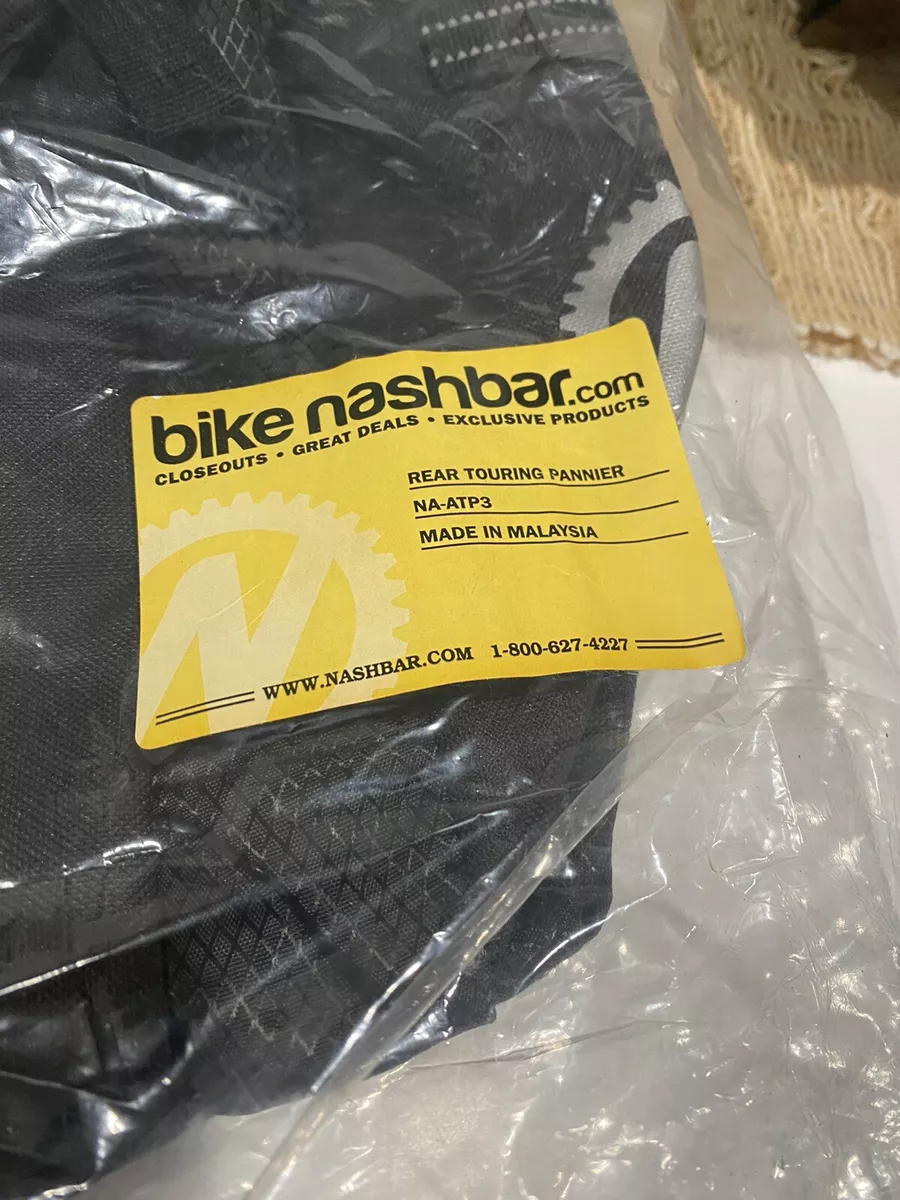 bike nashbar.com
CLOSEOUTS • GREAT DEALS • EXCLUSIVE PRODUCTS
REAR TOURING PANNIER
NA-ATP3
MADE IN MALAYSIA
N
WWW.NASHBAR.COM 1-800-627-4227